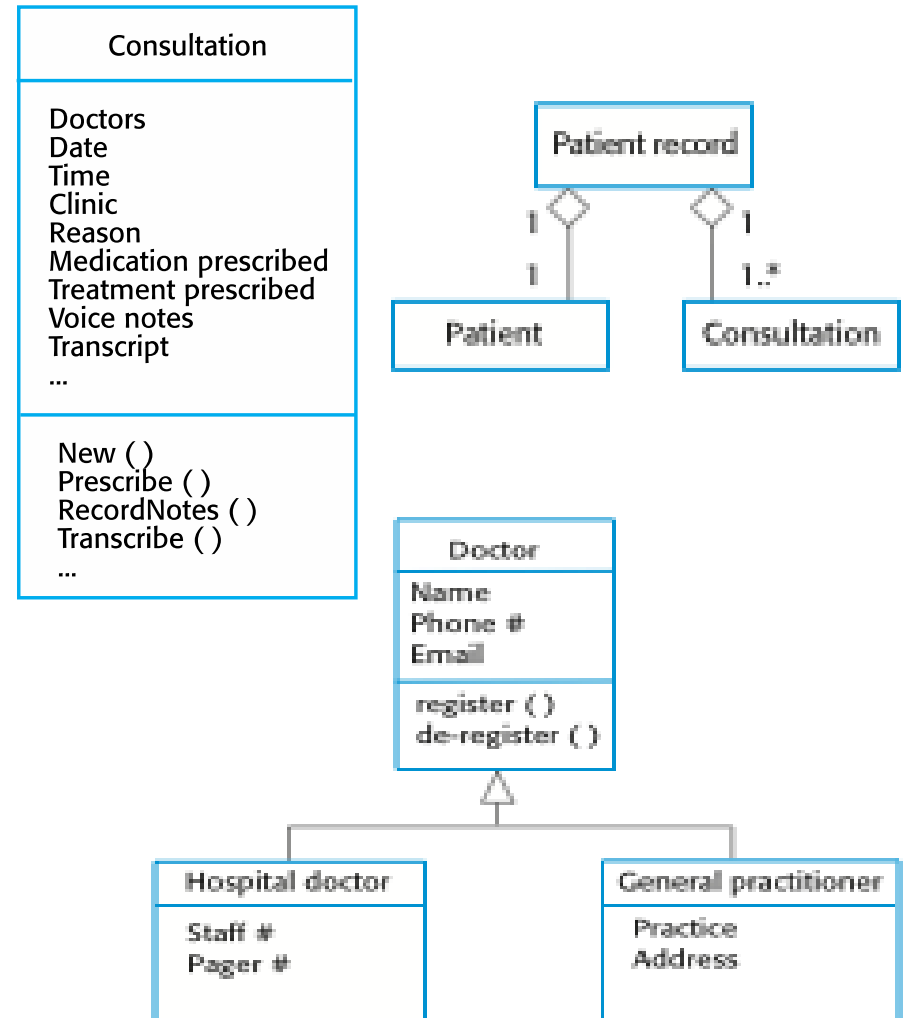 Consultation
Doctors
Date
Time
Clinic
Reason
Medication prescribed
Treatment prescribed
Voice notes
Transcript
...
New ( )
Prescribe ( )
RecordNotes ( )
Transcribe ( )
...
Patient record
1
1
1
1..*
Patient
Consultation
Doctor
Name
Phone #
Email
register ( )
de-register ( )
Hospital doctor
Staff #
Pager #
General practitioner
Practice
Address